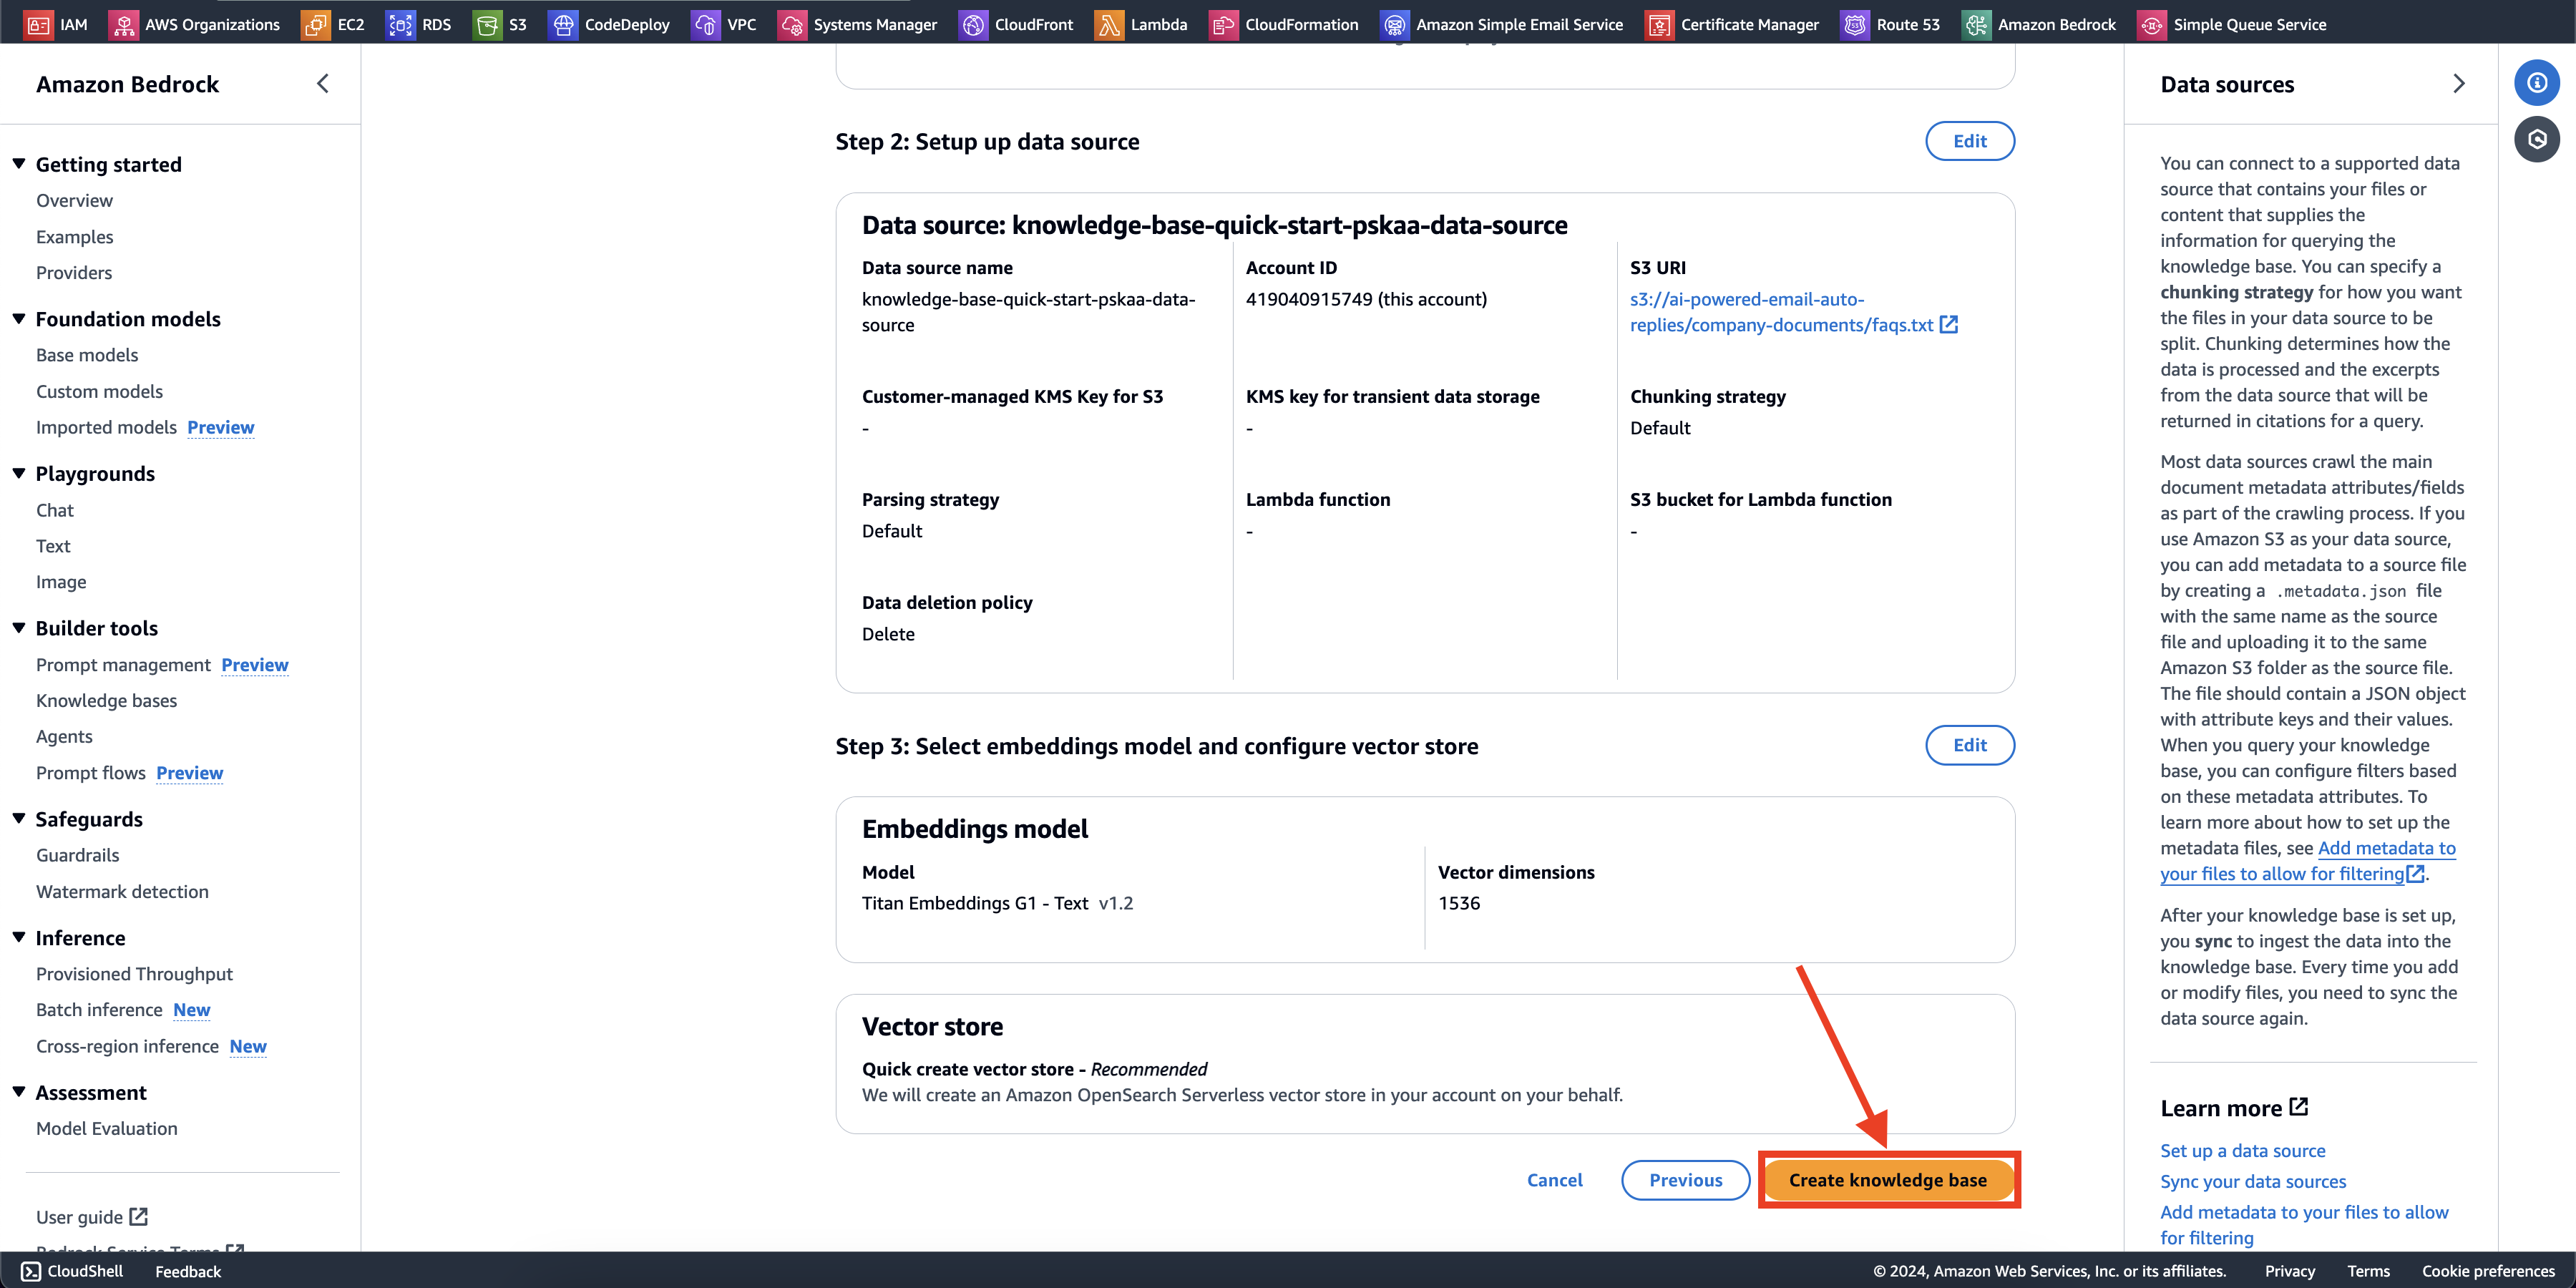 IAM AWS Organizations EC2 RDS S3 CodeDeploy VPC Systems Manager CloudFront Lambda CloudFormation Amazon Simple Email Service Certificate Manager Route 53 Amazon Bedrock Simple Queue Service
Amazon Bedrock
Getting started
Overview
Examples
Providers
Foundation models
Base models
Custom models
Imported models Preview
Playgrounds
Chat
Text
Image
Builder tools
Prompt management Preview
Knowledge bases
Agents
Prompt flows Preview
Safeguards
Guardrails
Watermark detection
Inference
Provisioned Throughput
Batch inference New
Cross-region inference New
Assessment
Model Evaluation
User guide
Bedrock Service Terms
Step 2: Setup up data source
Edit
Data source: knowledge-base-quick-start-pskaa-data-source
Data source name
knowledge-base-quick-start-pskaa-data-
source
Account ID
419040915749 (this account)
S3 URI
s3://ai-powered-email-auto-
replies/company-documents/faqs.txt
Customer-managed KMS Key for S3
-
KMS key for transient data storage
-
Chunking strategy
Default
Parsing strategy
Default
Lambda function
-
S3 bucket for Lambda function
-
Data deletion policy
Delete
Step 3: Select embeddings model and configure vector store
Edit
Embeddings model
Model
Titan Embeddings G1 - Text v1.2
Vector dimensions
1536
Vector store
Quick create vector store - Recommended
We will create an Amazon OpenSearch Serverless vector store in your account on your behalf.
Cancel
Previous
Create knowledge base
Data sources
You can connect to a supported data
source that contains your files or
content that supplies the
information for querying the
knowledge base. You can specify a
chunking strategy for how you want
the files in your data source to be
split. Chunking determines how the
data is processed and the excerpts
from the data source that will be
returned in citations for a query.
Most data sources crawl the main
document metadata attributes/fields
as part of the crawling process. If you
use Amazon S3 as your data source,
you can add metadata to a source file
by creating a .metadata.json file
with the same name as the source
file and uploading it to the same
Amazon S3 folder as the source file.
The file should contain a JSON object
with attribute keys and their values.
When you query your knowledge
base, you can configure filters based
on these metadata attributes. To
learn more about how to set up the
metadata files, see Add metadata to
your files to allow for filtering.
After your knowledge base is set up,
you sync to ingest the data into the
knowledge base. Every time you add
or modify files, you need to sync the
data source again.
Learn more
Set up a data source
Sync your data sources
Add metadata to your files to allow
for filtering
CloudShell Feedback
© 2024, Amazon Web Services, Inc. or its affiliates. Privacy Terms Cookie preferences